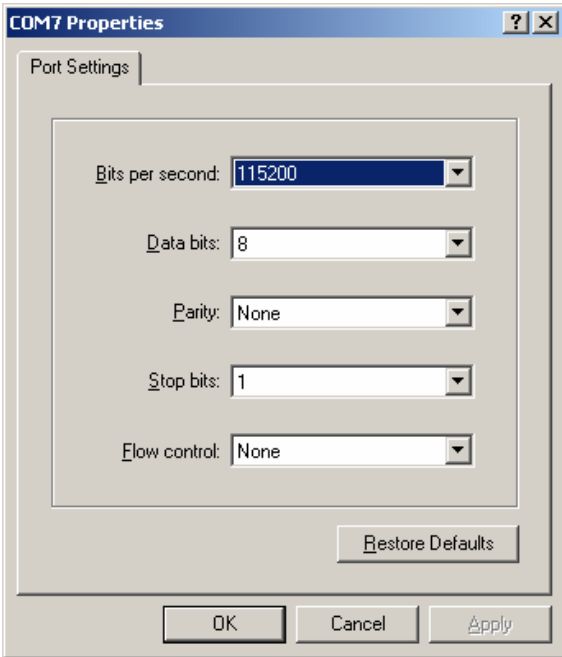 COM7 Properties
Port Settings
Bits per second: 115200
Data bits: 8
Parity: None
Stop bits: 1
Flow control: None
Restore Defaults
OK Cancel Apply